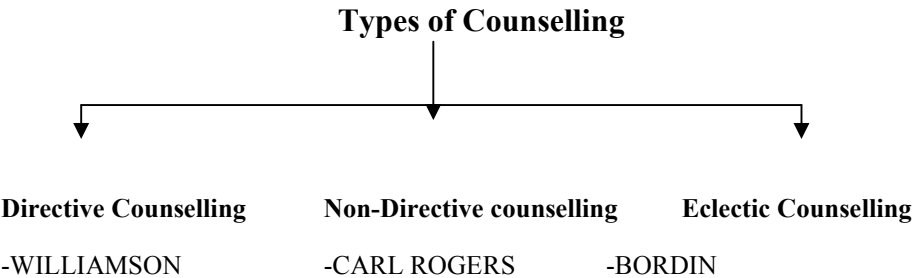 Types of Counselling
Directive Counselling Non-Directive counselling Eclectic Counselling
-WILLIAMSON -CARL ROGERS -BORDIN